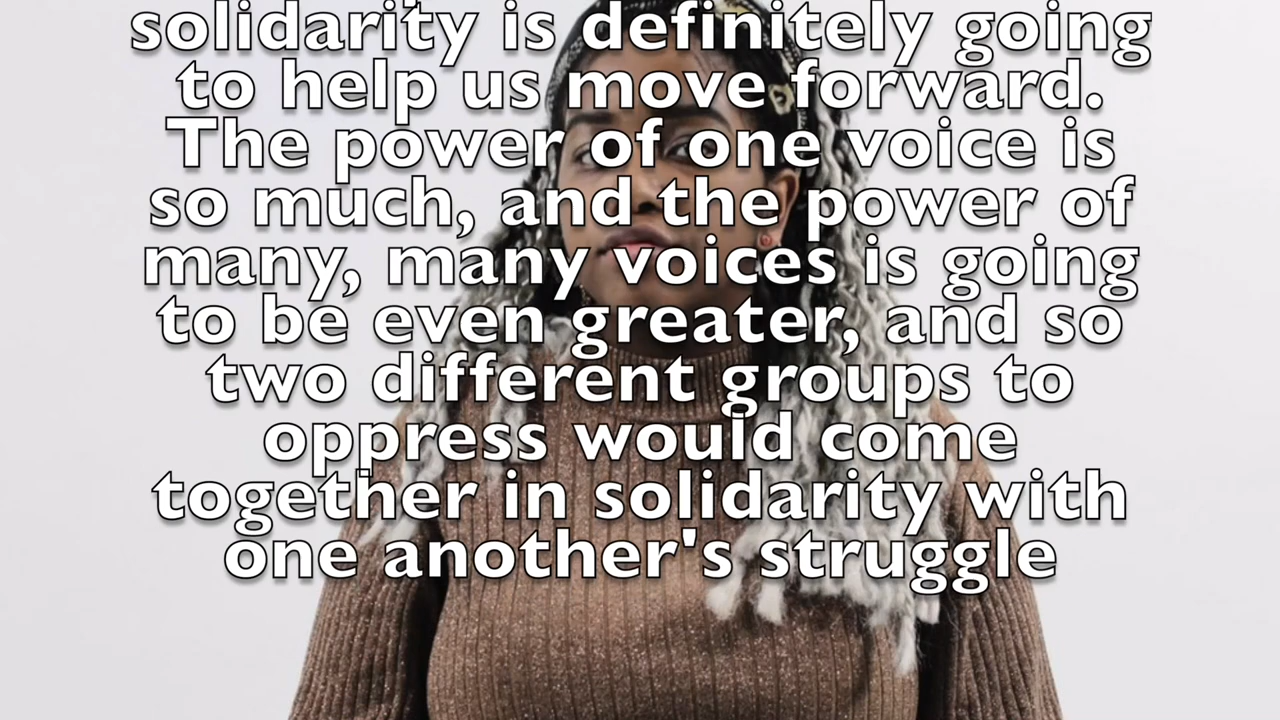 solidarity is definitely going
to help us move forward.
The power of one voice is
so much, and the power of
many, many voices is going
to be even greater, and so
two different groups to
oppress would come
together in solidarity with
one another's struggle